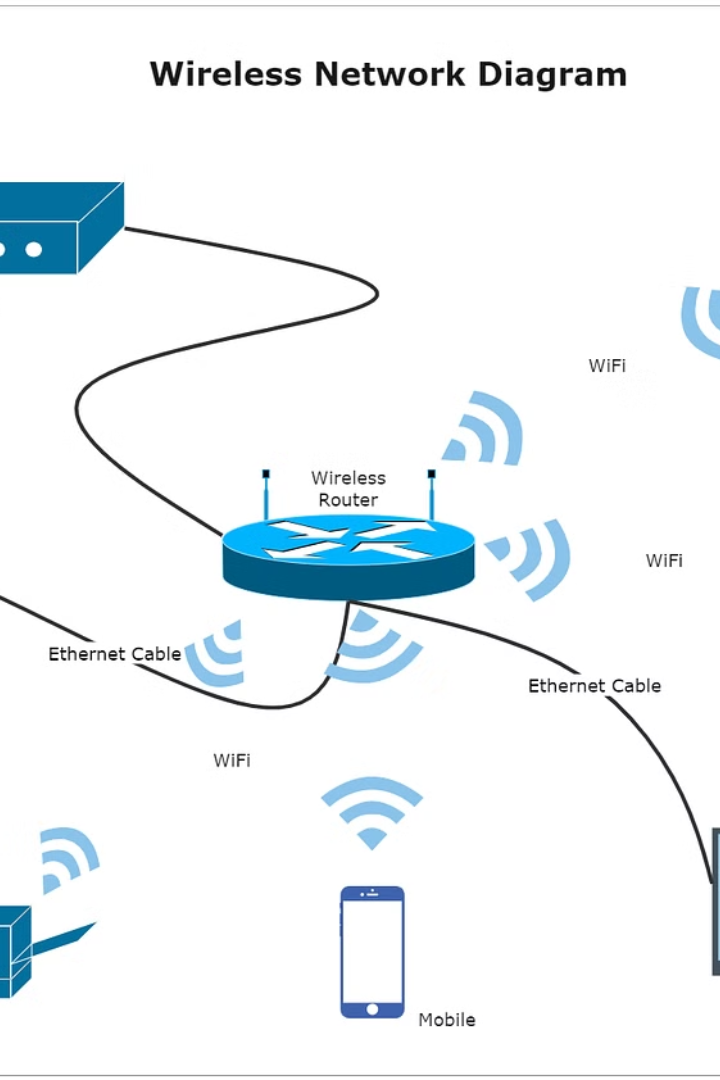 Wireless Network Diagram
WiFi
Wireless
Router
WiFi
Ethernet Cable
Ethernet Cable
WiFi
Mobile